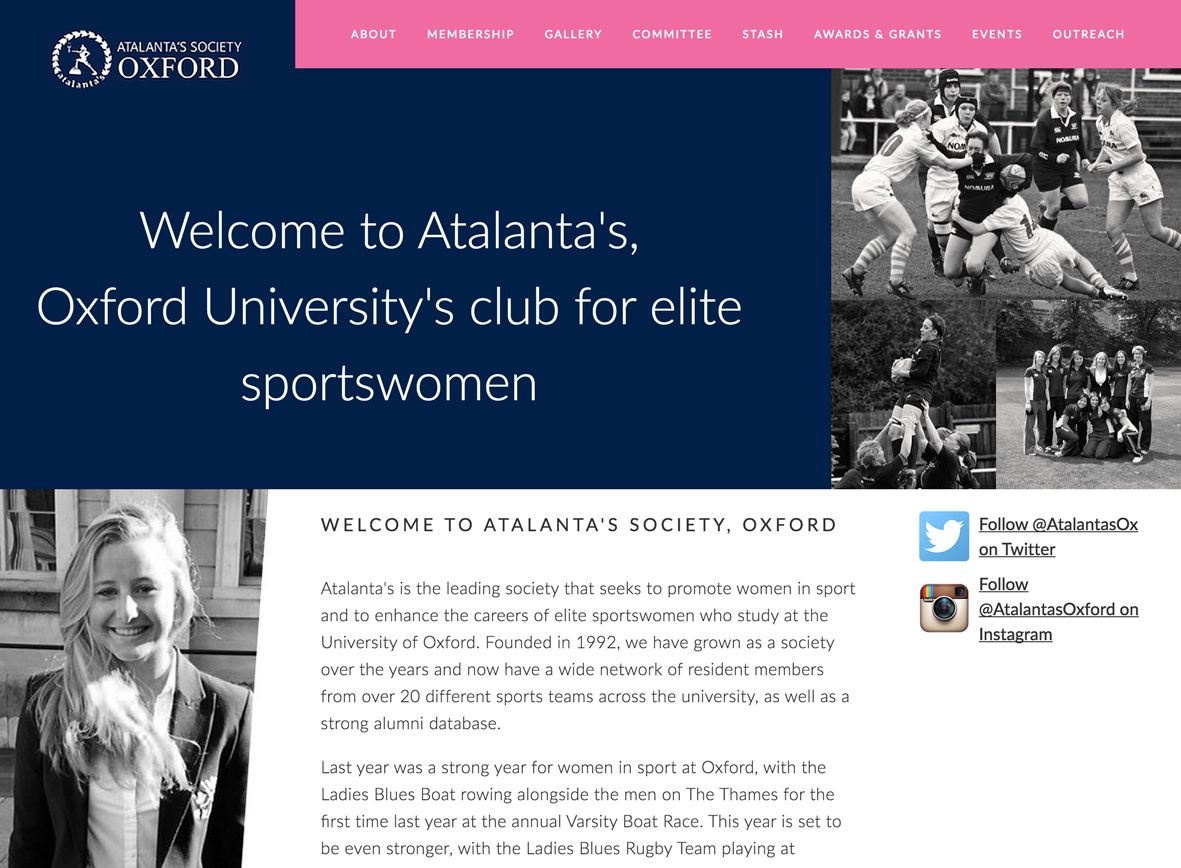 atalanta's
ATALANTA'S SOCIETY
OXFORD
ABOUT MEMBERSHIP GALLERY COMMITTEE STASH AWARDS & GRANTS EVENTS OUTREACH
NOMURA
Welcome to Atalanta's,
Oxford University's club for elite
sportswomen
WELCOME TO ATALANTA'S SOCIETY, OXFORD
Atalanta's is the leading society that seeks to promote women in sport
and to enhance the careers of elite sportswomen who study at the
University of Oxford. Founded in 1992, we have grown as a society
over the years and now have a wide network of resident members
from over 20 different sports teams across the university, as well as a
strong alumni database.
Last year was a strong year for women in sport at Oxford, with the
Ladies Blues Boat rowing alongside the men on The Thames for the
first time last year at the annual Varsity Boat Race. This year is set to
be even stronger, with the Ladies Blues Rugby Team playing at
Follow @AtalantasOx
on Twitter
Follow
@AtalantasOxford on
Instagram